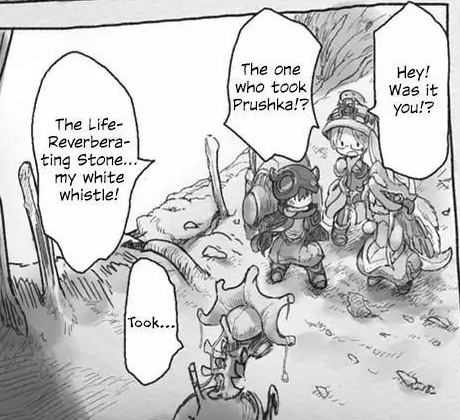 Hey!
Was it
you!?
The one
who took
Prushka!?
The Life-
Reverbera-
ting Stone...
my white
whistle!
Took...